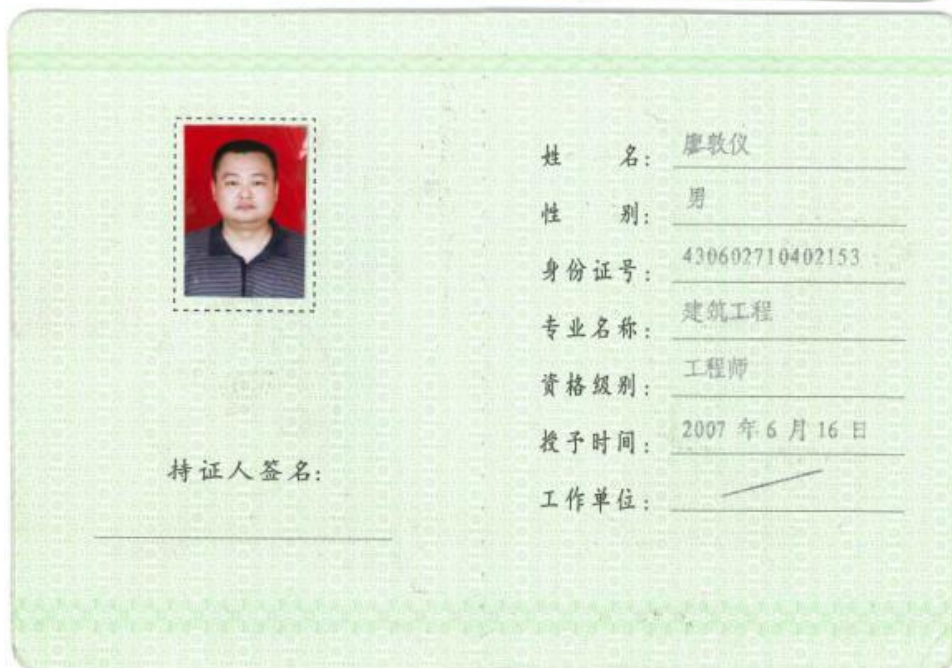 姓 名： 廖敦仪
性 别： 男
身份证号： 430602710402153
专业名称： 建筑工程
资格级别： 工程师
授予时间： 2007 年 6 月 16 日
工作单位：
持证人签名：